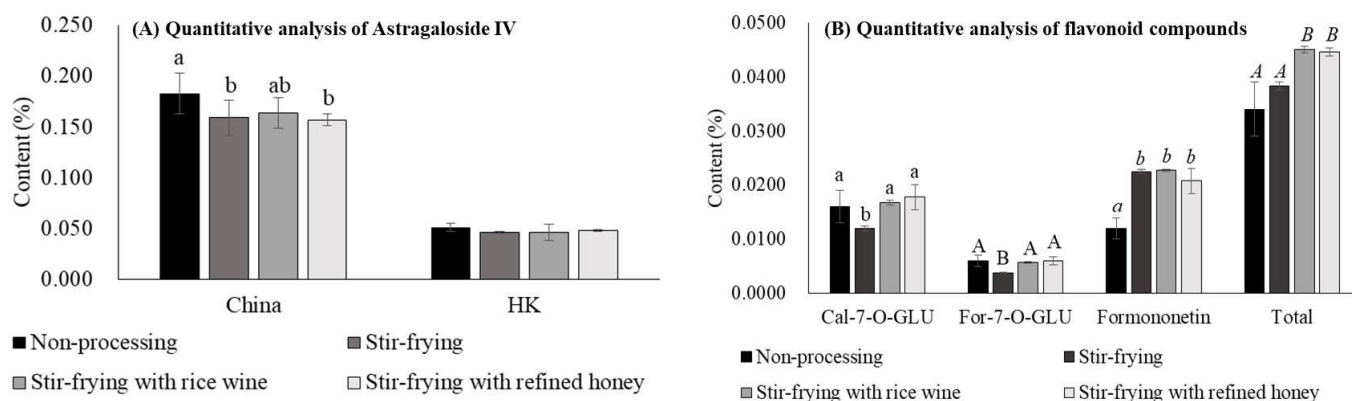 (A) Quantitative analysis of Astragaloside IV
Content (%)
0.250
0.200
0.150
0.100
0.050
0.000
a
b
ab
b
China
HK
Non-processing
Stir-frying
Stir-frying with rice wine
Stir-frying with refined honey
(B) Quantitative analysis of flavonoid compounds
Content (%)
0.0500
0.0400
0.0300
0.0200
0.0100
0.0000
a
b
a
a
A
B
A
A
a
b
b
b
A
A
B
B
Cal-7-O-GLU
For-7-O-GLU
Formononetin
Total
Non-processing
Stir-frying
Stir-frying with rice wine
Stir-frying with refined honey